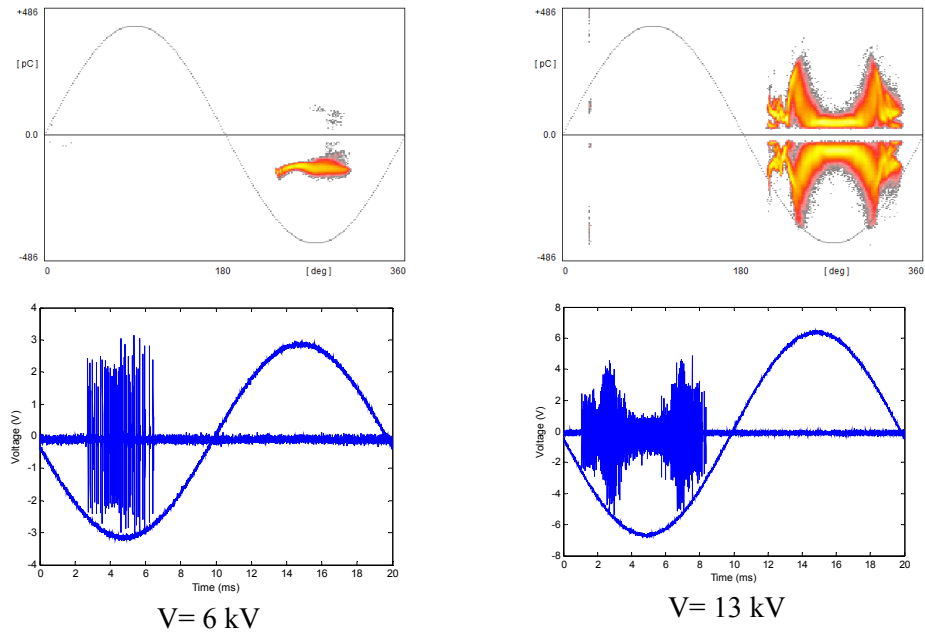 +486
[ pC ]
0.0
-486
0 180 [ deg ] 360
+486
[ pC ]
0.0
-486
0 180 [ deg ] 360
4
3
2
1
0
-1
-2
-3
-4
Voltage (V)
0 2 4 6 8 10 12 14 16 18 20
Time (ms)
V= 6 kV
8
6
4
2
0
-2
-4
-6
-8
Voltage (V)
0 2 4 6 8 10 12 14 16 18 20
Time (ms)
V= 13 kV